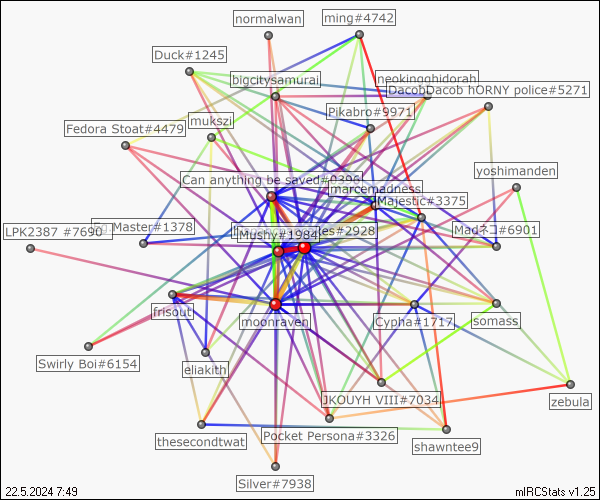 normalwan
ming#4742
Duck#1245
bigcitysamurai
neokingghidorah
DacobDacob hORNY police#5271
Pikabro#9971
mukszi
Fedora Stoat#4479
yoshimanden
Can anything be saved#0396
marcemadness
Majestic#3375
LPK2387 #7690
-Master#1378
Mushy#1984
es#2928
Madネコ#6901
frisout
moonraven
Cypha#1717
somass
Swirly Boi#6154
eliakith
JKOUYH VIII#7034
zebula
thesecondtwat
Pocket Persona#3326
shawntee9
Silver#7938
22.5.2024 7:49
mIRCStats v1.25